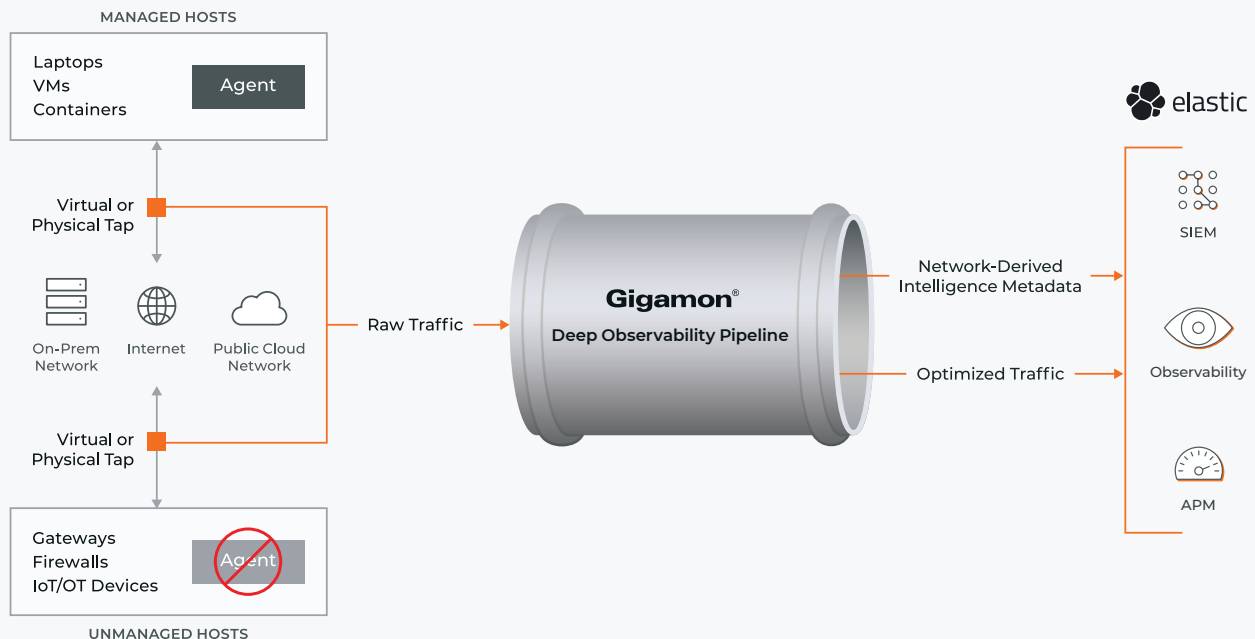 MANAGED HOSTS
Laptops
VMs
Containers
Agent
Virtual or
Physical Tap
On-Prem
Network
Internet
Public Cloud
Network
Virtual or
Physical Tap
Gateways
Firewalls
IoT/OT Devices
Agent
UNMANAGED HOSTS
Raw Traffic
Gigamon®
Deep Observability Pipeline
Network-Derived
Intelligence Metadata
Optimized Traffic
elastic
SIEM
Observability
APM